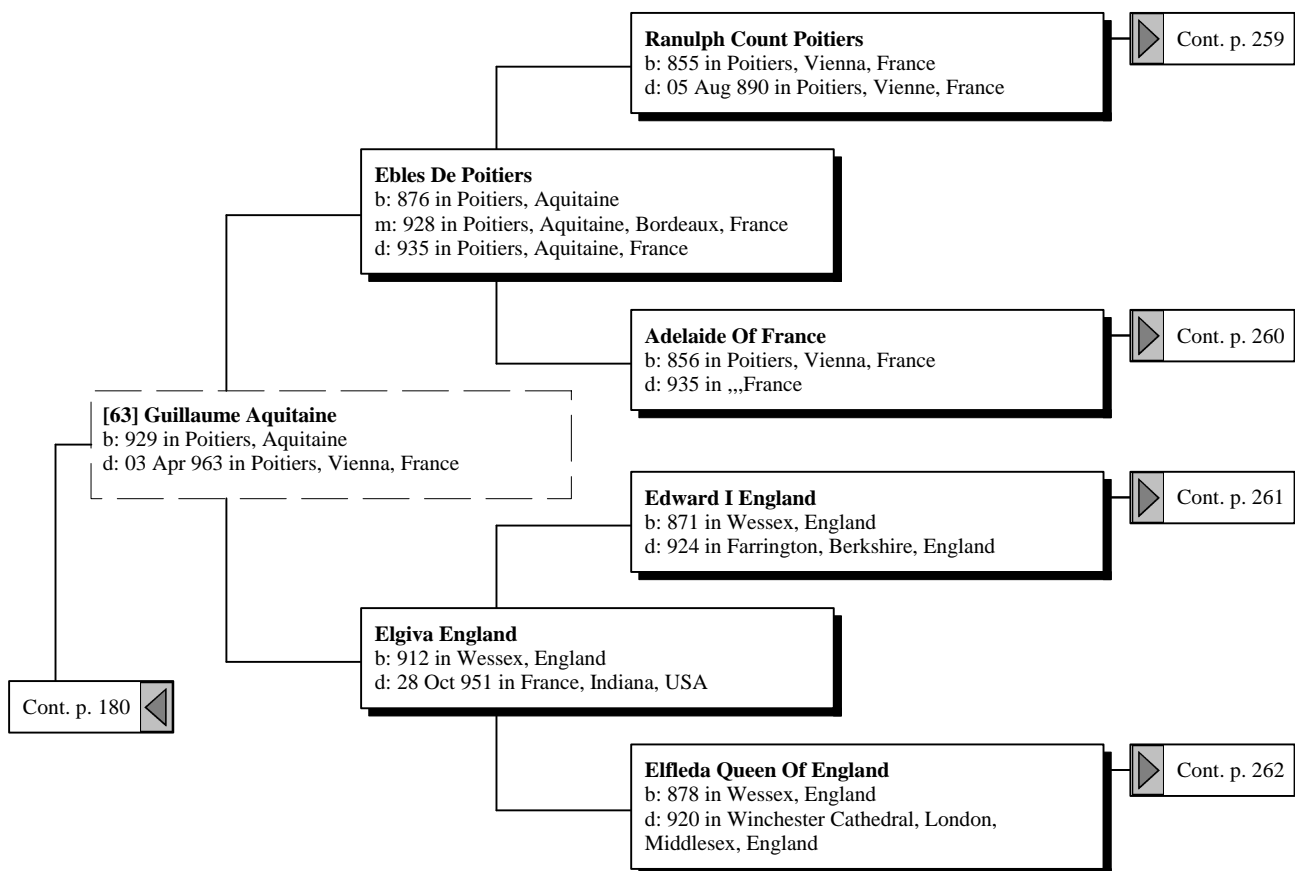 Ranulph Count Poitiers
b: 855 in Poitiers, Vienna, France
d: 05 Aug 890 in Poitiers, Vienne, France
Cont. p. 259
Ebles De Poitiers
b: 876 in Poitiers, Aquitaine
m: 928 in Poitiers, Aquitaine, Bordeaux, France
d: 935 in Poitiers, Aquitaine, France
Adelaide Of France
b: 856 in Poitiers, Vienna, France
d: 935 in ,,,France
Cont. p. 260
[63] Guillaume Aquitaine
b: 929 in Poitiers, Aquitaine
d: 03 Apr 963 in Poitiers, Vienna, France
Edward I England
b: 871 in Wessex, England
d: 924 in Farrington, Berkshire, England
Cont. p. 261
Elgiva England
b: 912 in Wessex, England
d: 28 Oct 951 in France, Indiana, USA
Cont. p. 180
Elfleda Queen Of England
b: 878 in Wessex, England
d: 920 in Winchester Cathedral, London,
Middlesex, England
Cont. p. 262